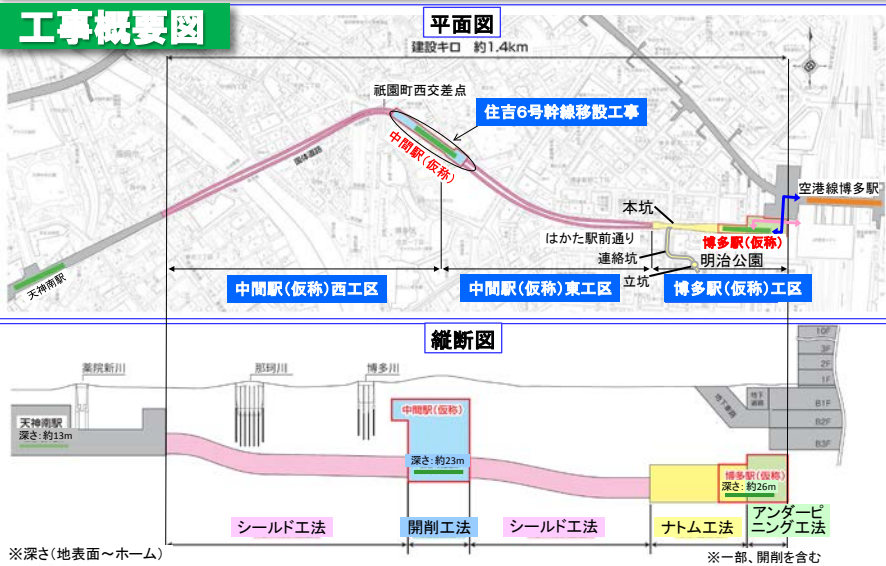 工事概要図
平面図
建設キロ 約1.4km
祇園町西交差点
住吉6号幹線移設工事
中間駅(仮称)
国体道路
空港線博多駅
本坑
はかた駅前通り
博多駅(仮称)
連絡坑
明治公園
立坑
天神南駅
中間駅(仮称)西工区
中間駅(仮称)東工区
博多駅(仮称)工区
縦断図
薬院新川
那珂川
博多川
10F
3F
2F
1F
B1F
B2F
B3F
地下通路
天神南駅
深さ:約13m
中間駅(仮称)
深さ:約23m
博多駅(仮称)
深さ:約26m
シールド工法
開削工法
シールド工法
ナトム工法
アンダーピ
ニング工法
※深さ(地表面~ホーム)
※一部、開削を含む